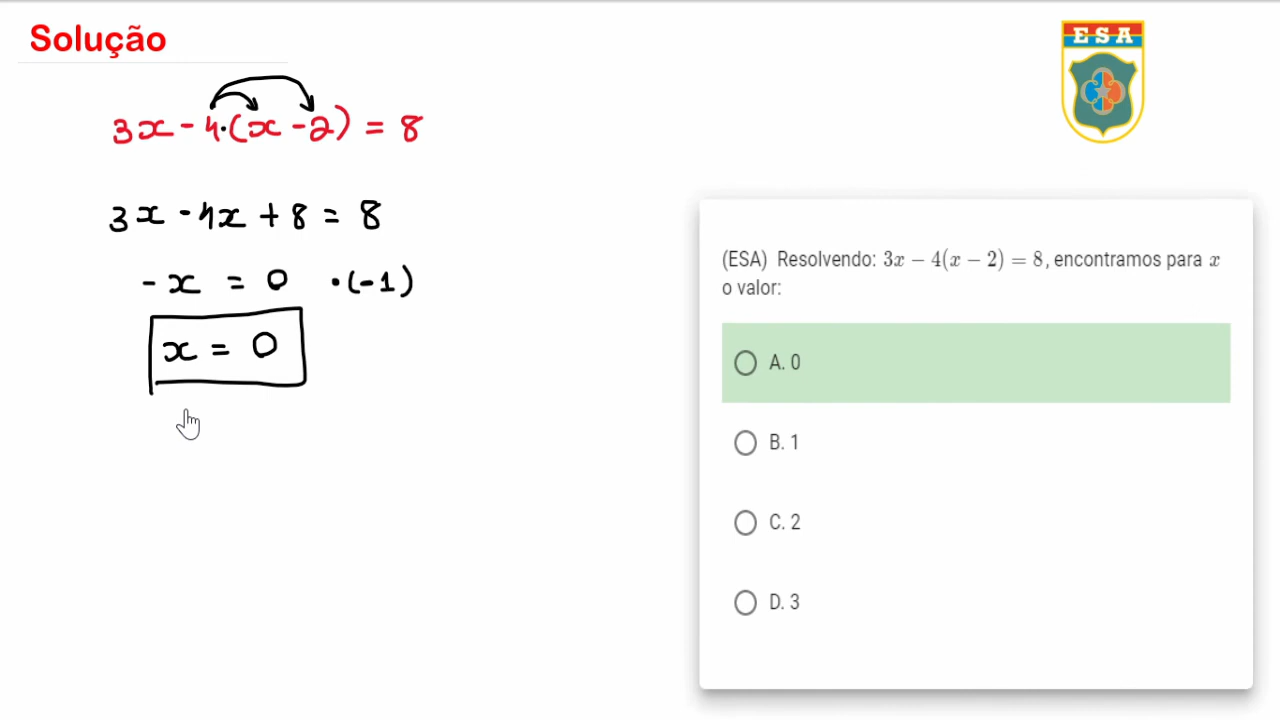 Solução
ESA
3x - 4·(x - 2) = 8
3x - 4x + 8 = 8
- x = 0 ·(-1)
x = 0
(ESA) Resolvendo: 3x − 4(x − 2) = 8, encontramos para x
o valor:
A. 0
B. 1
C. 2
D. 3